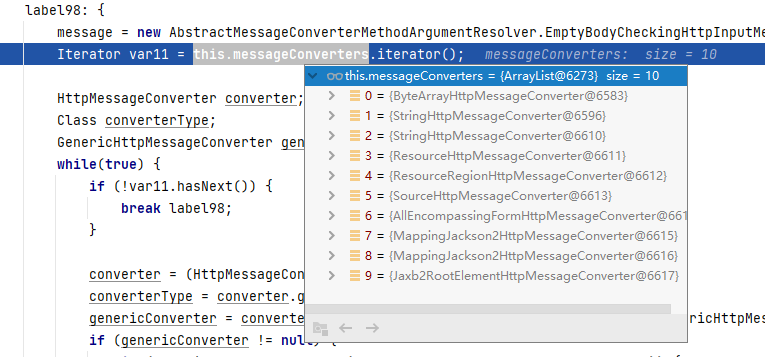 label98: {
message = new AbstractMessageConverterMethodArgumentResolver.EmptyBodyCheckingHttpInputMe
Iterator var11 = this.messageConverters.iterator(); messageConverters: size = 10
this.messageConverters = {ArrayList@6273} size = 10
0 = {ByteArrayHttpMessageConverter@6583}
HttpMessageConverter converter;
1 = {StringHttpMessageConverter@6596}
Class converterType;
2 = {StringHttpMessageConverter@6610}
GenericHttpMessageConverter gen
3 = {ResourceHttpMessageConverter@6611}
while(true) {
4 = {ResourceRegionHttpMessageConverter@6612}
if (!var11.hasNext()) {
5 = {SourceHttpMessageConverter@6613}
break label98;
6 = {AllEncompassingFormHttpMessageConverter@661
}
7 = {MappingJackson2HttpMessageConverter@6615}
8 = {MappingJackson2HttpMessageConverter@6616}
converter = (HttpMessageCon
9 = {Jaxb2RootElementHttpMessageConverter@6617}
converterType = converter.g
genericConverter = converte ericHttpMes
if (genericConverter != null) {